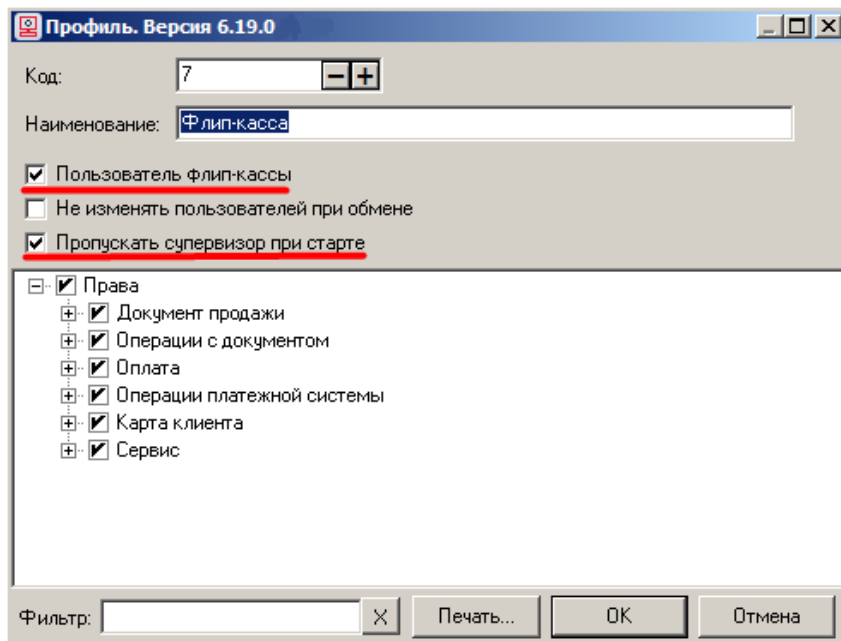 Профиль. Версия 6.19.0
Код: 7
Наименование: Флип-касса
Пользователь флип-кассы
Не изменять пользователей при обмене
Пропускать супервизор при старте
Права
Документ продажи
Операции с документом
Оплата
Операции платежной системы
Карта клиента
Сервис
Фильтр: X Печать... OK Отмена